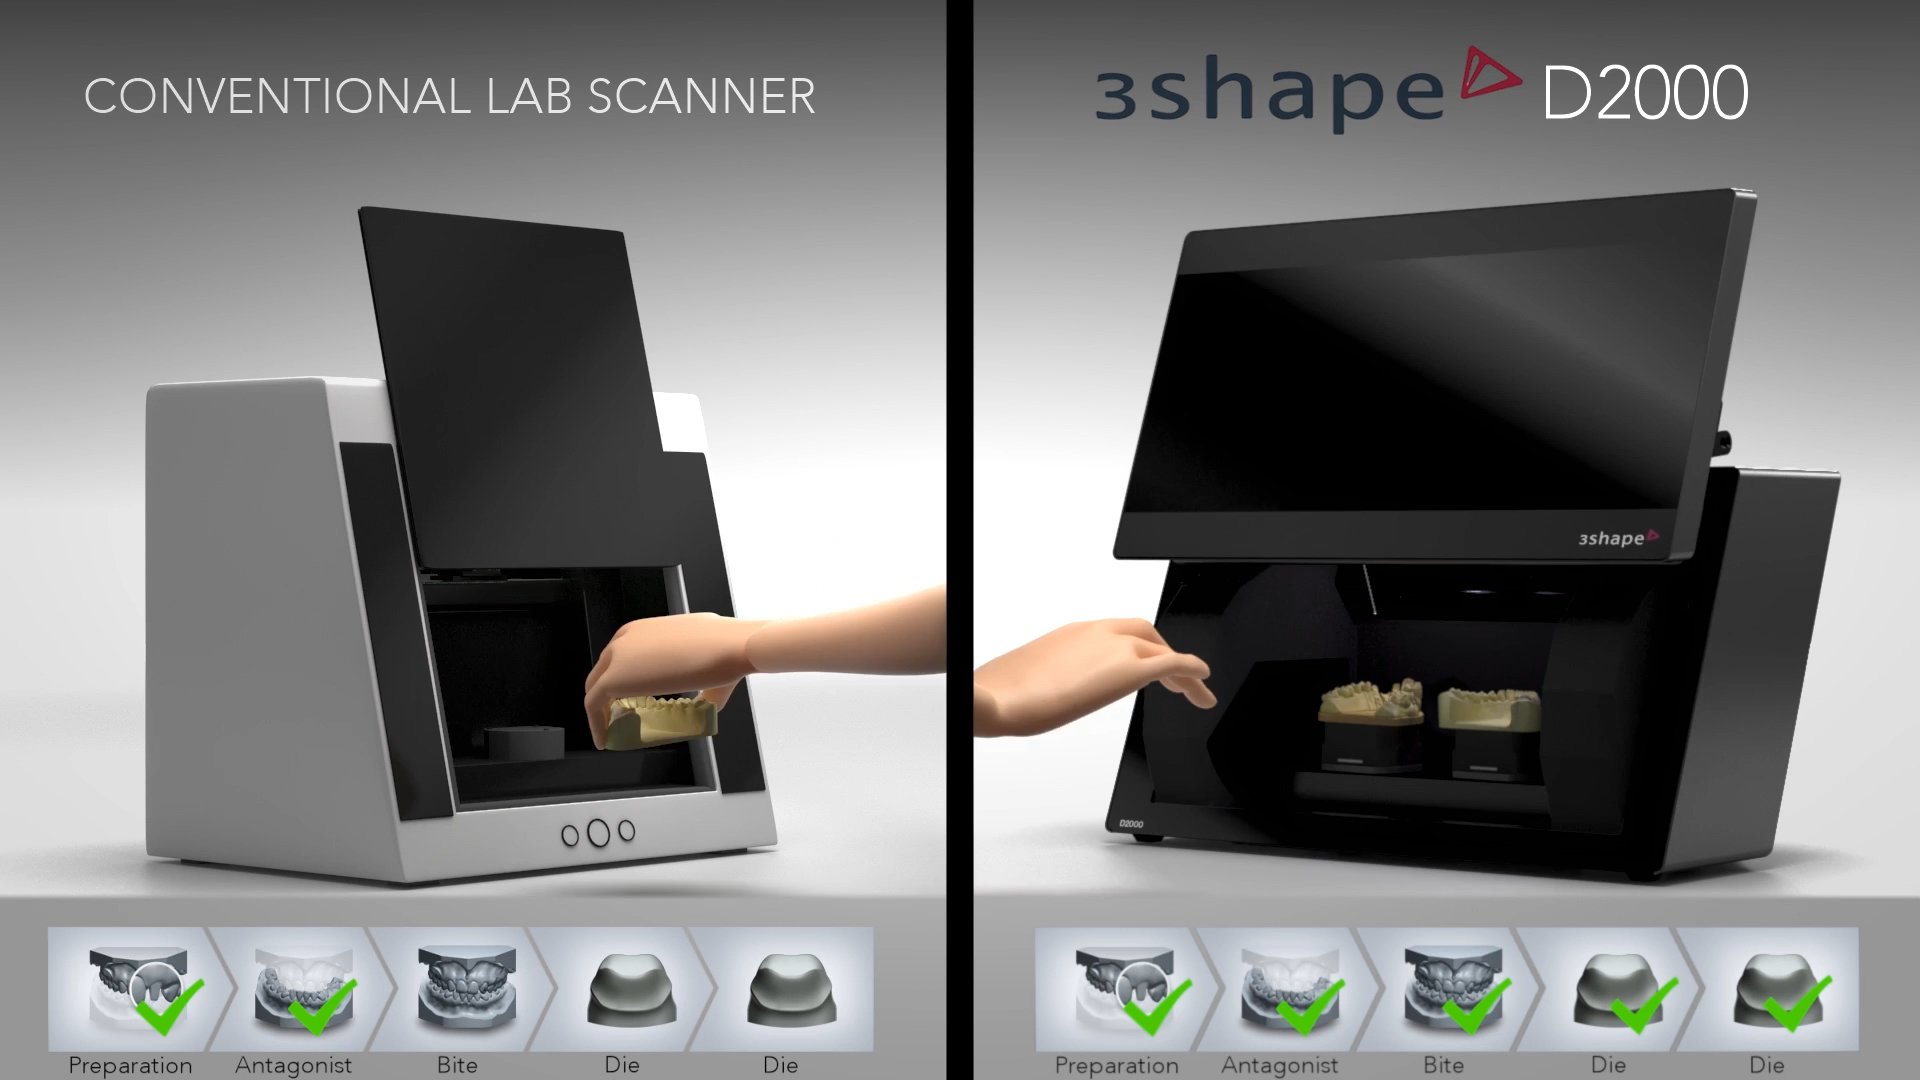 CONVENTIONAL LAB SCANNER
3shape D2000
3shape
D2000
Preparation
Antagonist
Bite
Die
Die
Preparation
Antagonist
Bite
Die
Die